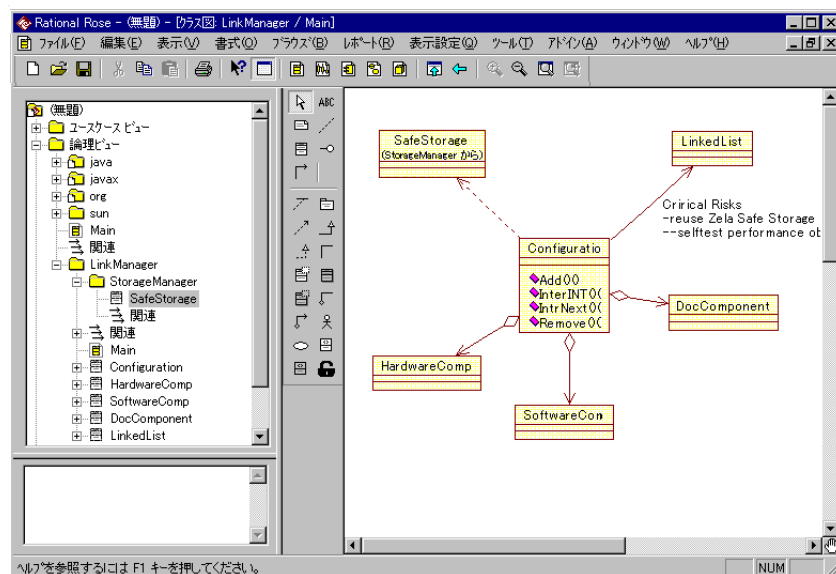 Rational Rose - (無題) - [クラス図: LinkManager / Main]
ファイル(F) 編集(E) 表示(V) 書式(O) ブラウズ(B) レポート(R) 表示設定(Q) ツール(T) アドイン(A) ウィンドウ(W) ヘルプ(H)
ABC
(無題)
ユースケース ビュー
論理ビュー
java
javax
org
sun
Main
関連
LinkManager
StorageManager
SafeStorage
関連
関連
Main
Configuration
HardwareComp
SoftwareComp
DocComponent
LinkedList
SafeStorage
(StorageManager から)
LinkedList
Crirical Risks
-reuse Zela Safe Storage
--selftest performance ob
Configuratio
Add()()
InterINT()(
IntrNext()(
Remove()(
DocComponent
HardwareComp
SoftwareCon
ヘルプを参照するには F1 キーを押してください。
NUM